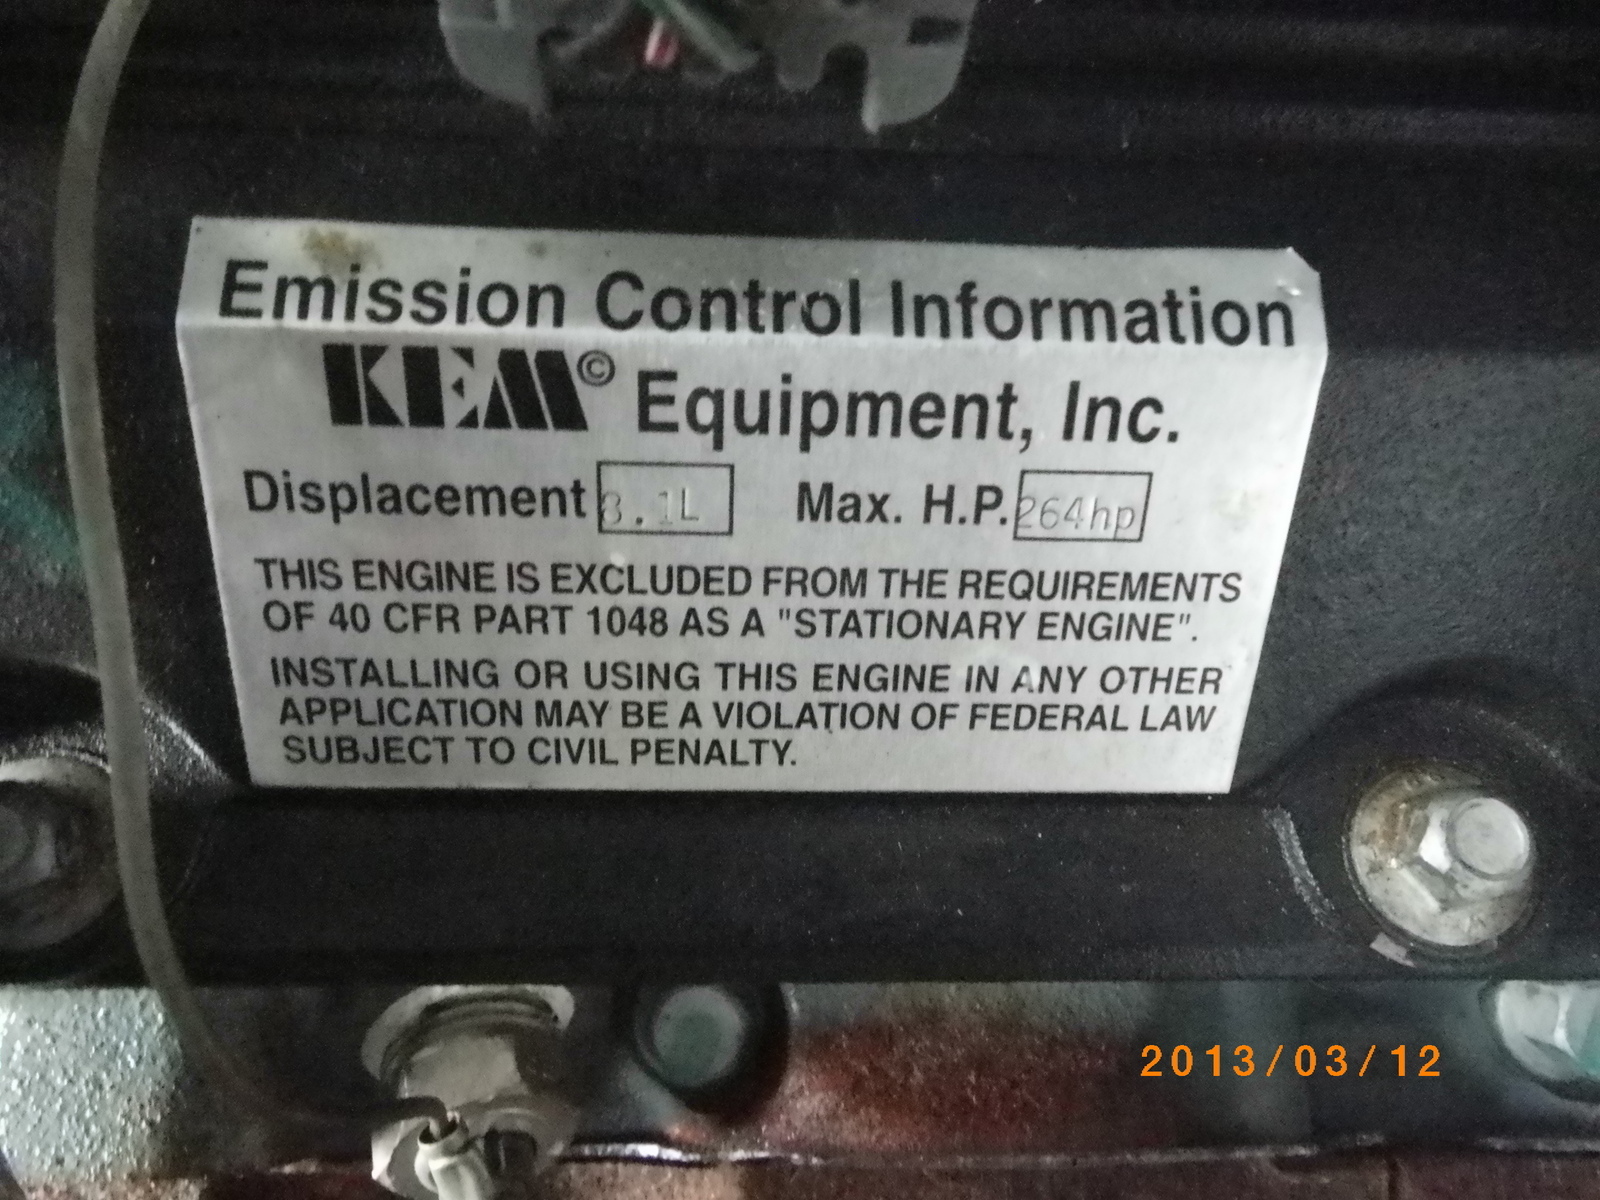 Emission Control Information
KEM© Equipment, Inc.
Displacement 8.1L Max. H.P. 264hp
THIS ENGINE IS EXCLUDED FROM THE REQUIREMENTS
OF 40 CFR PART 1048 AS A "STATIONARY ENGINE".
INSTALLING OR USING THIS ENGINE IN ANY OTHER
APPLICATION MAY BE A VIOLATION OF FEDERAL LAW
SUBJECT TO CIVIL PENALTY.
2013/03/12